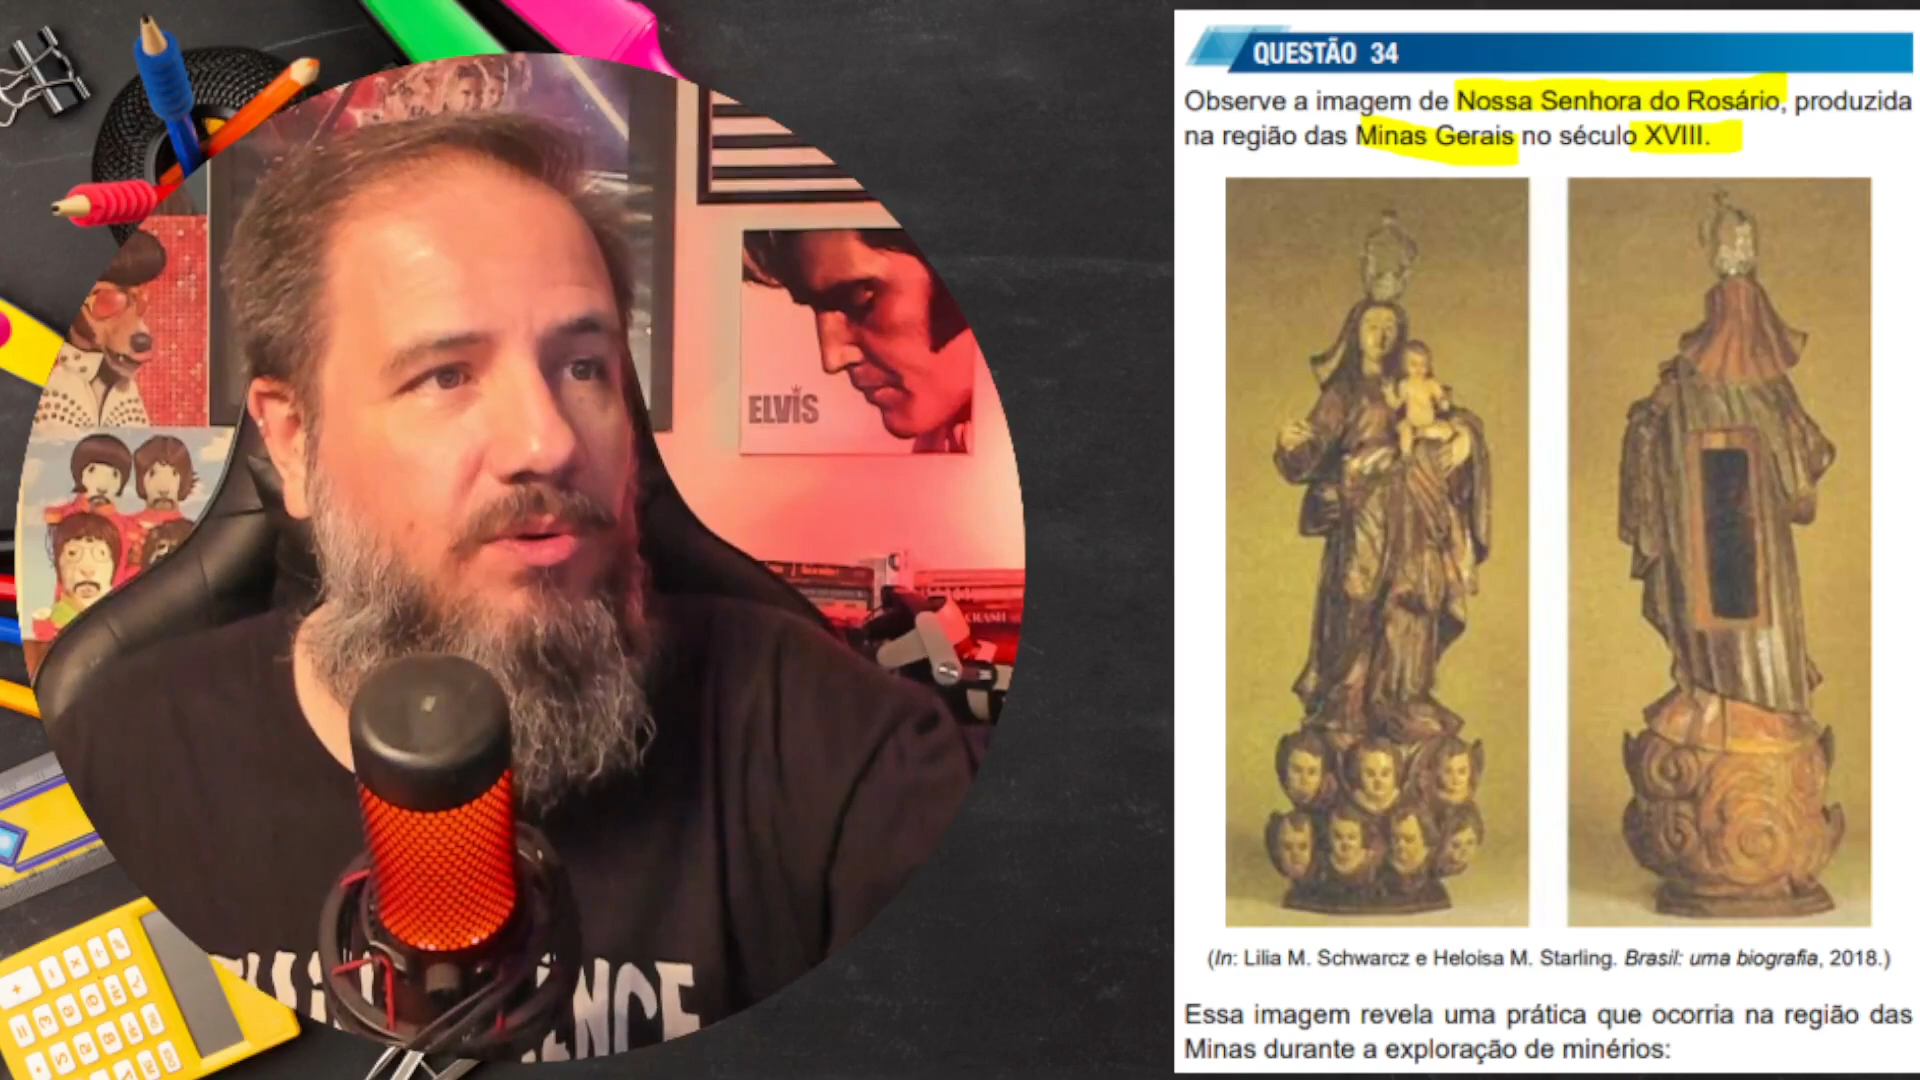 ELVIS
CRASH
QUESTÃO 34
Observe a imagem de Nossa Senhora do Rosário, produzida
na região das Minas Gerais no século XVIII.
(In: Lilia M. Schwarcz e Heloisa M. Starling. Brasil: uma biografia, 2018.)
Essa imagem revela uma prática que ocorria na região das
Minas durante a exploração de minérios: